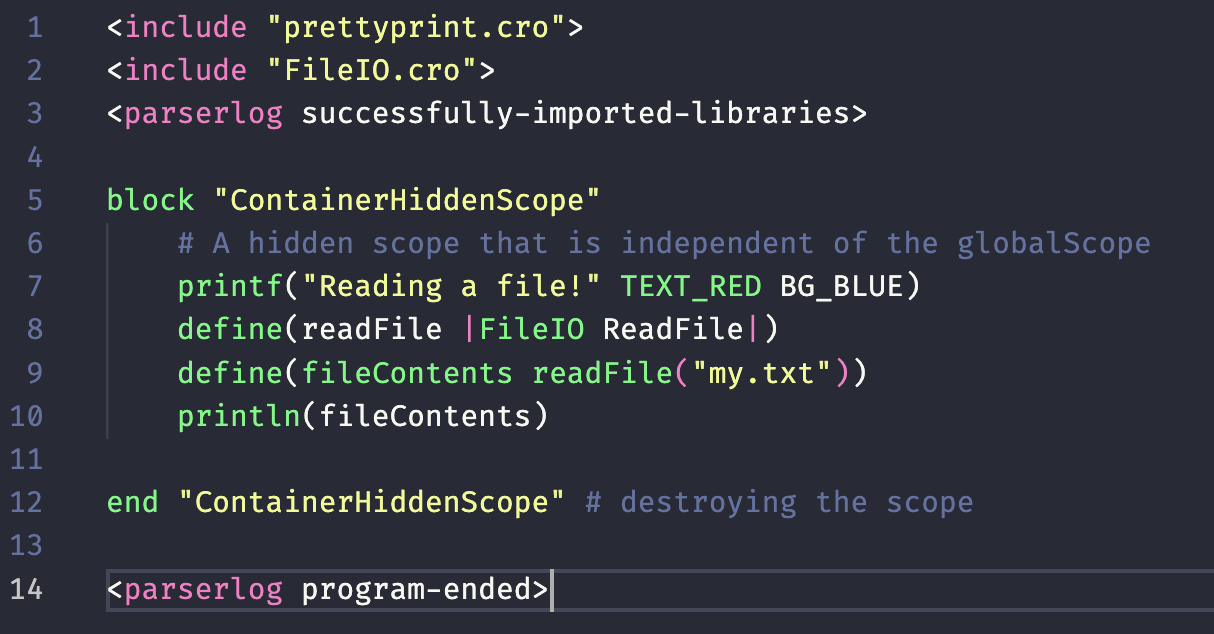 1 <include "prettyprint.cro">
2 <include "FileIO.cro">
3 <parserlog successfully-imported-libraries>
4
5 block "ContainerHiddenScope"
6     # A hidden scope that is independent of the globalScope
7     printf("Reading a file!" TEXT_RED BG_BLUE)
8     define(readFile |FileIO ReadFile|)
9     define(fileContents readFile("my.txt"))
10     println(fileContents)
11
12 end "ContainerHiddenScope" # destroying the scope
13
14 <parserlog program-ended>